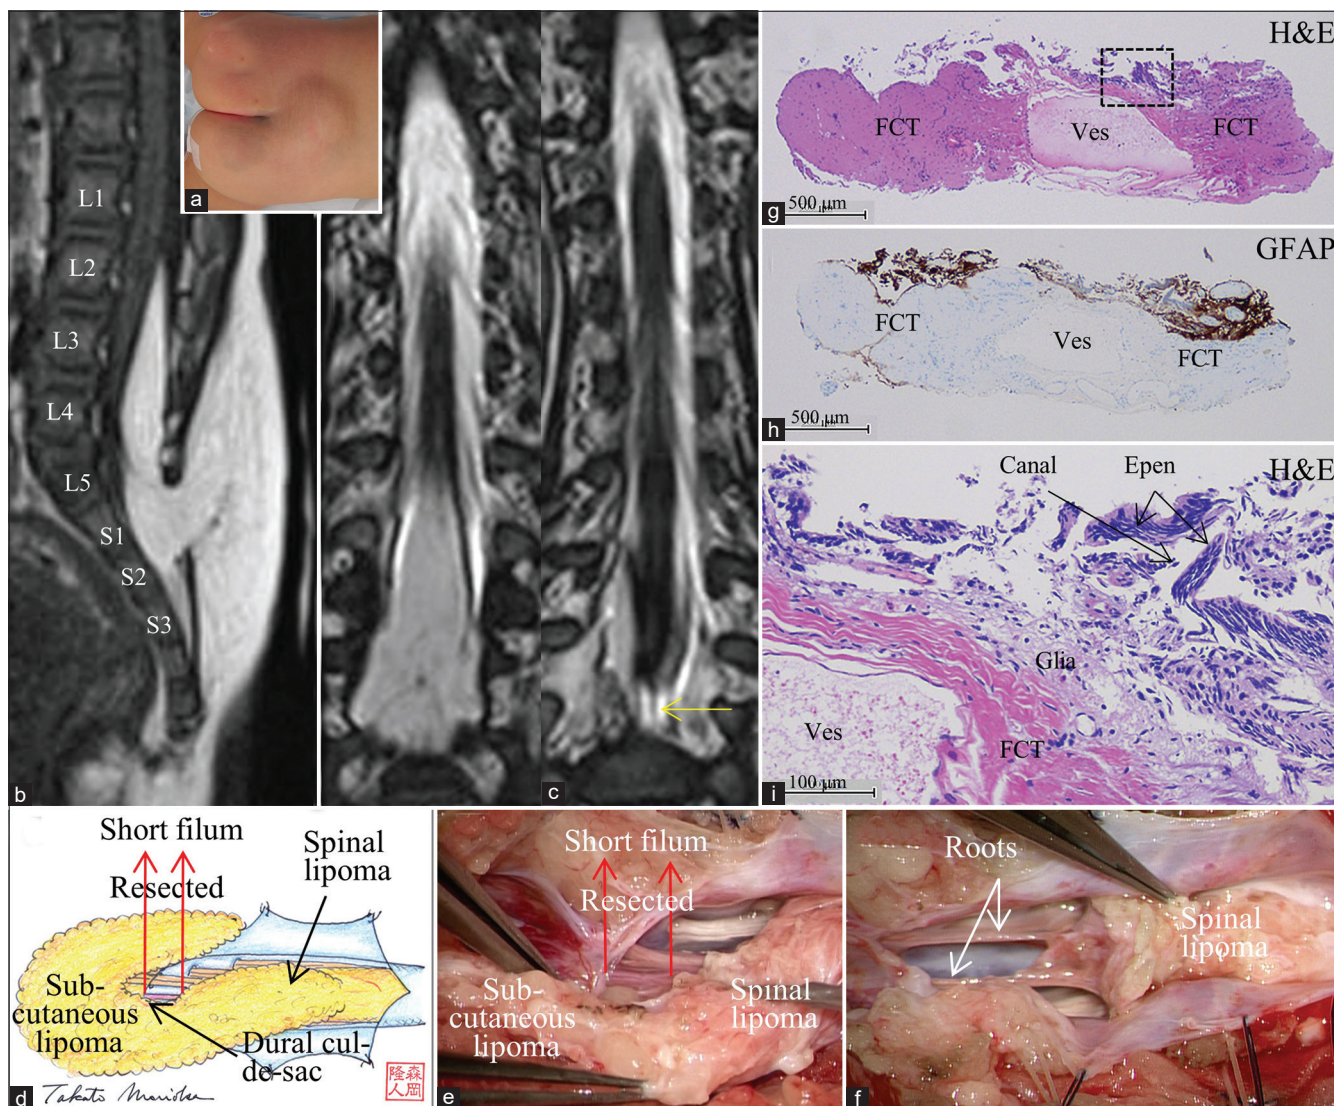 a
L1
L2
L3
L4
L5
S1
S2
S3
b
c
H&E
FCT
Ves
FCT
500 µm
g
GFAP
FCT
Ves
FCT
500 µm
h
H&E
Canal
Epen
Glia
Ves
FCT
100 µm
i
Short filum
Resected
Spinal
lipoma
Sub-
cutaneous
lipoma
Dural cul-
de-sac
d
Takato Morioka
森岡
隆人
Short filum
Resected
Sub-
cutaneous
lipoma
Spinal
lipoma
e
Roots
Spinal
lipoma
f